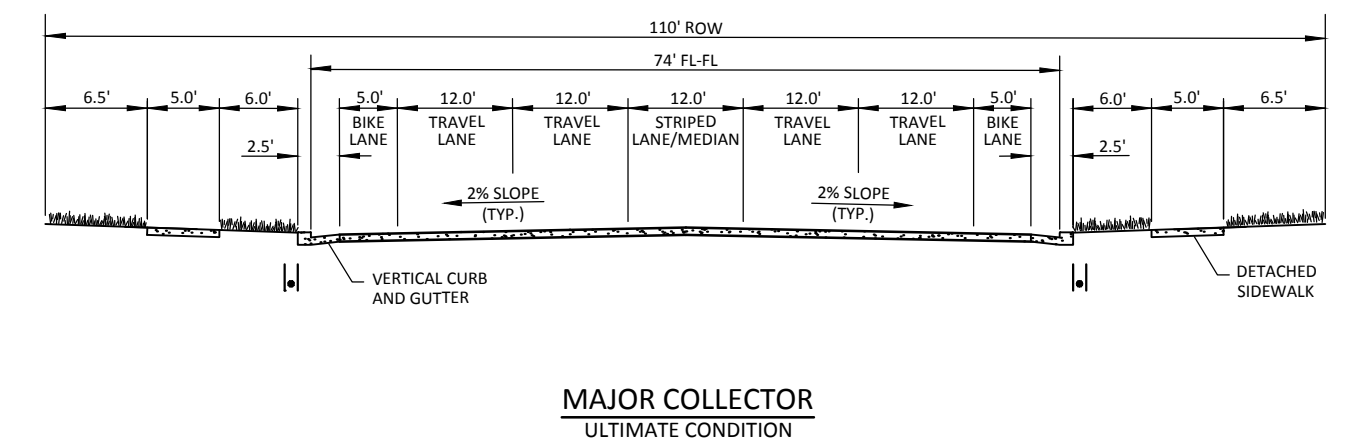 110' ROW
74' FL-FL
6.5' 5.0' 6.0' 5.0' 12.0' 12.0' 12.0' 12.0' 12.0' 5.0' 6.0' 5.0' 6.5'
BIKE LANE
TRAVEL LANE
TRAVEL LANE
STRIPED LANE/MEDIAN
TRAVEL LANE
TRAVEL LANE
BIKE LANE
2.5'
2.5'
2% SLOPE
(TYP.)
2% SLOPE
(TYP.)
VERTICAL CURB
AND GUTTER
DETACHED
SIDEWALK
MAJOR COLLECTOR
ULTIMATE CONDITION